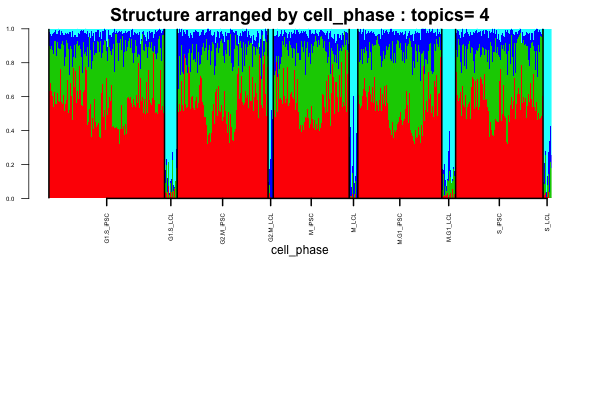 Structure arranged by cell_phase : topics= 4
1.0
0.8
0.6
0.4
0.2
0.0
G1.S_iPSC
G1.S_LCL
G2.M_iPSC
G2.M_LCL
M_iPSC
M_LCL
M.G1_iPSC
M.G1_LCL
S_iPSC
S_LCL
cell_phase